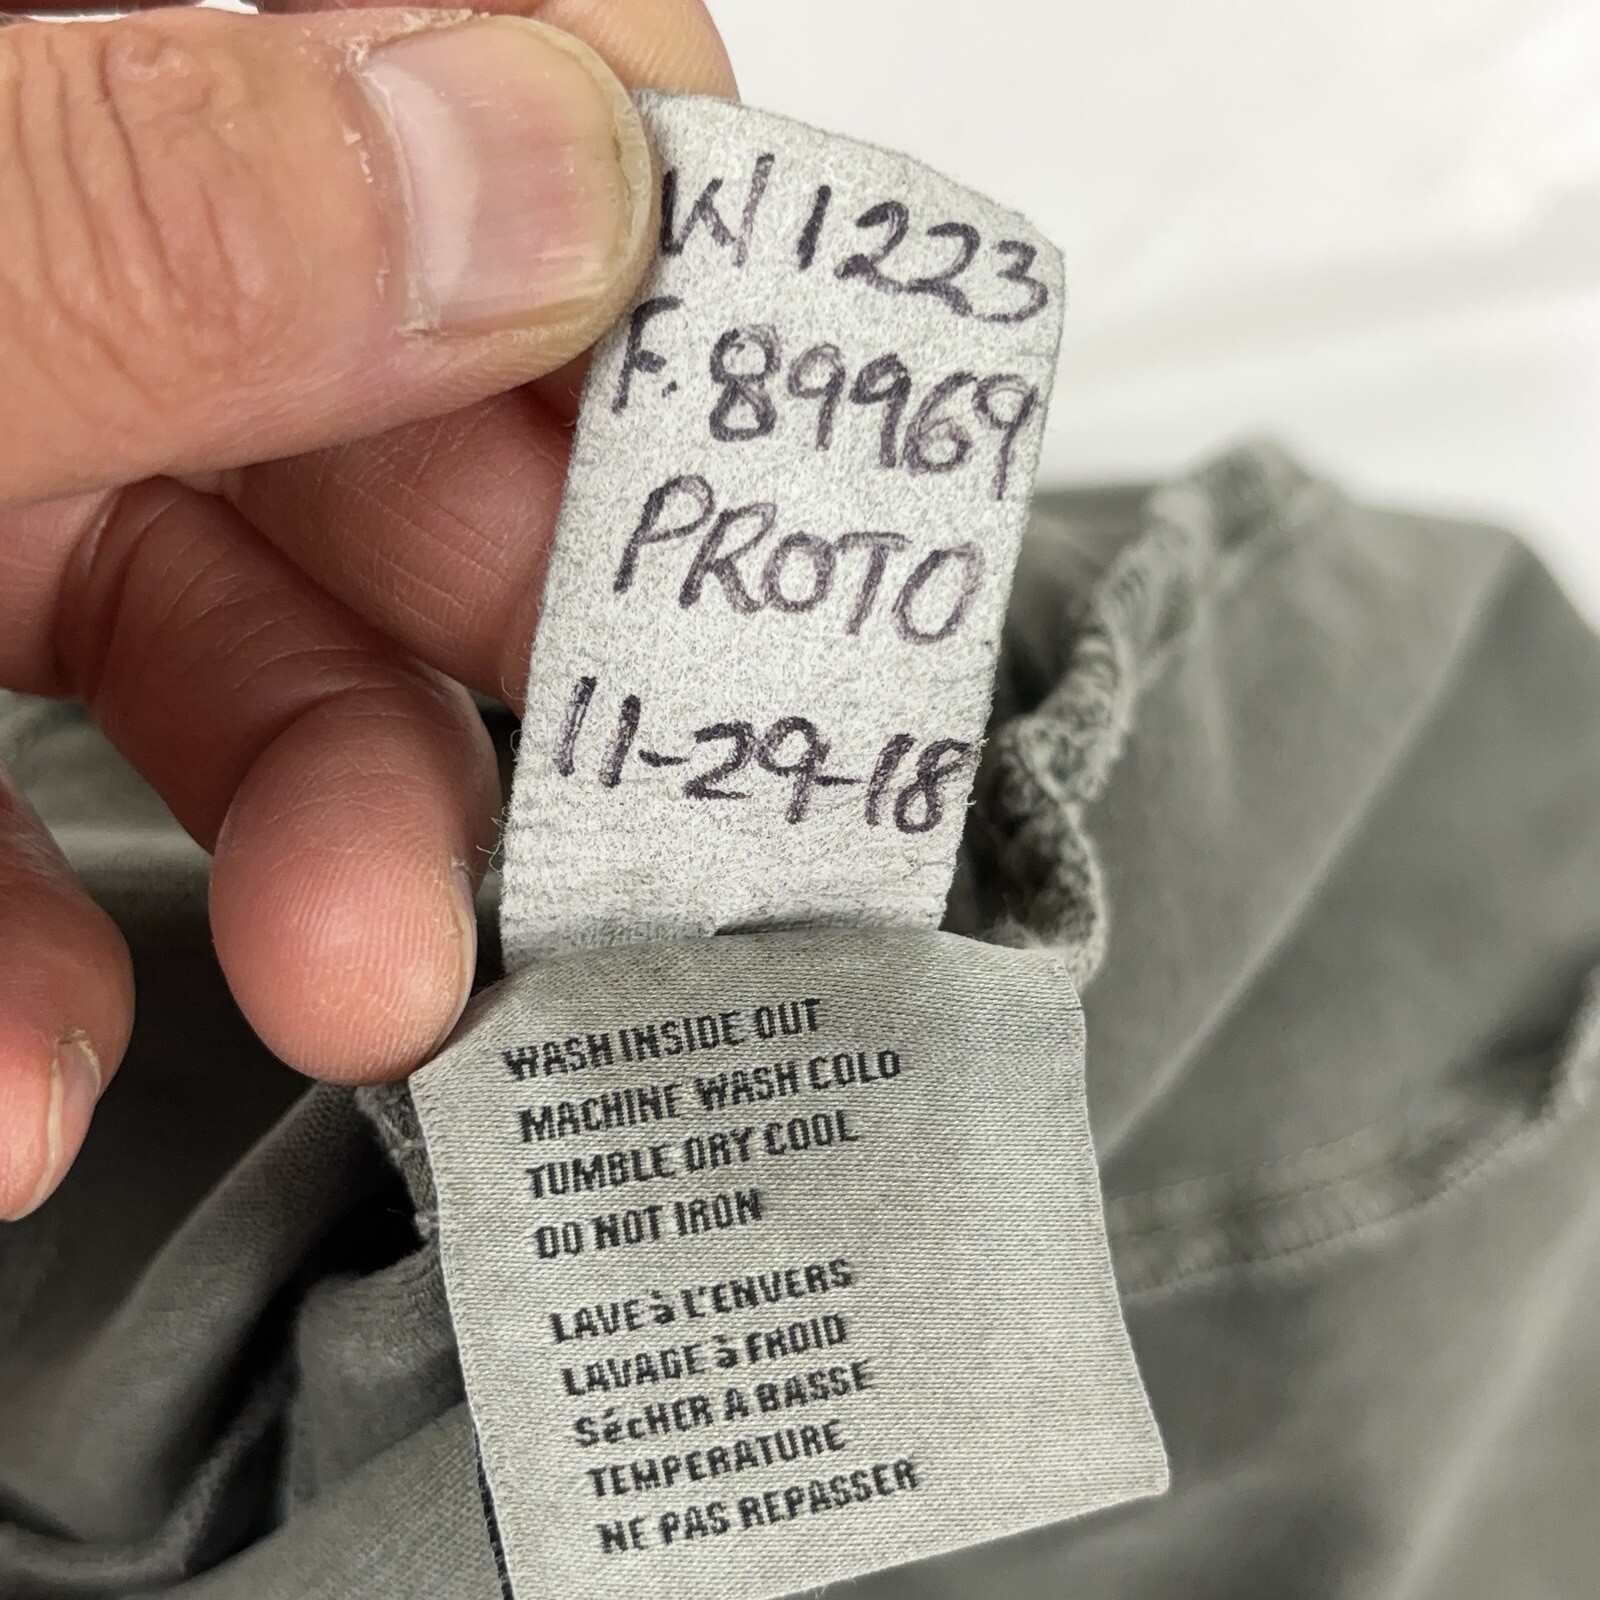 W1223
F. 89969
PROTO
11-29-18
WASH INSIDE OUT
MACHINE WASH COLD
TUMBLE DRY COOL
DO NOT IRON
LAVE à L'ENVERS
LAVAGE à FROID
SéCHER A BASSE
TEMPERATURE
NE PAS REPASSER